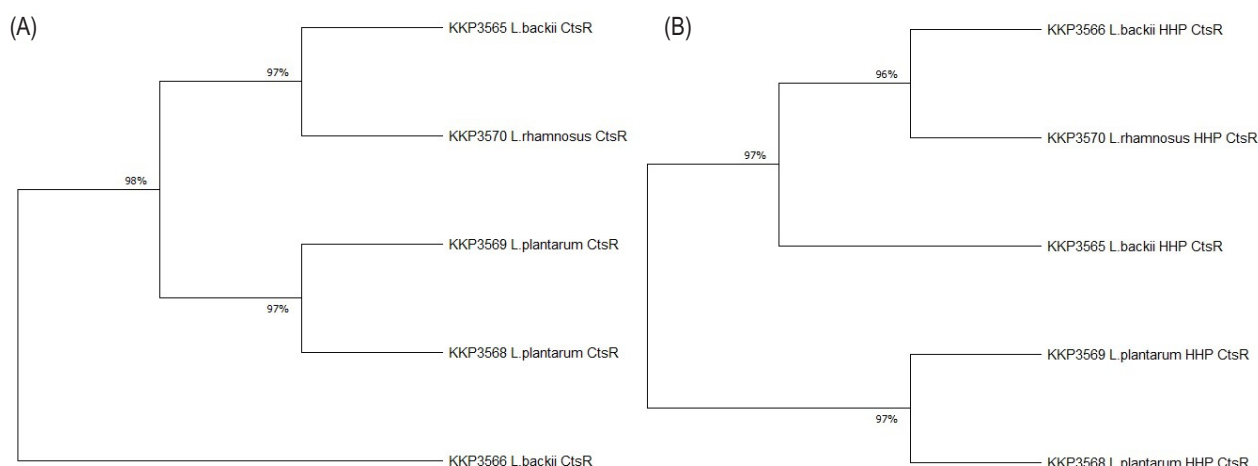 (A)
KKP3565 L.backii CtsR
97%
KKP3570 L.rhamnosus CtsR
98%
KKP3569 L.plantarum CtsR
97%
KKP3568 L.plantarum CtsR
KKP3566 L.backii CtsR
(B)
KKP3566 L.backii HHP CtsR
96%
KKP3570 L.rhamnosus HHP CtsR
97%
KKP3565 L.backii HHP CtsR
KKP3569 L.plantarum HHP CtsR
97%
KKP3568 L.plantarum HHP CtsR